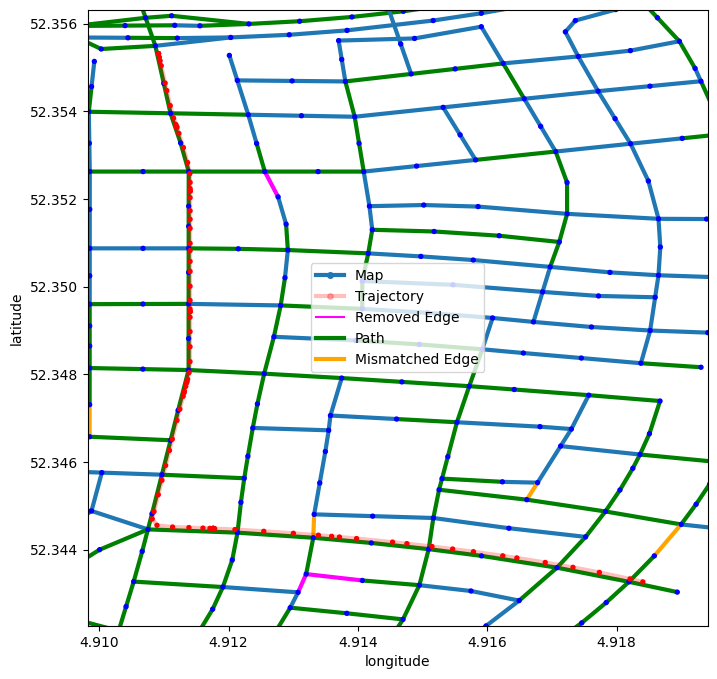 52.356
52.354
52.352
52.350
52.348
52.346
52.344
latitude
Map
Trajectory
Removed Edge
Path
Mismatched Edge
4.910
4.912
4.914
4.916
4.918
longitude